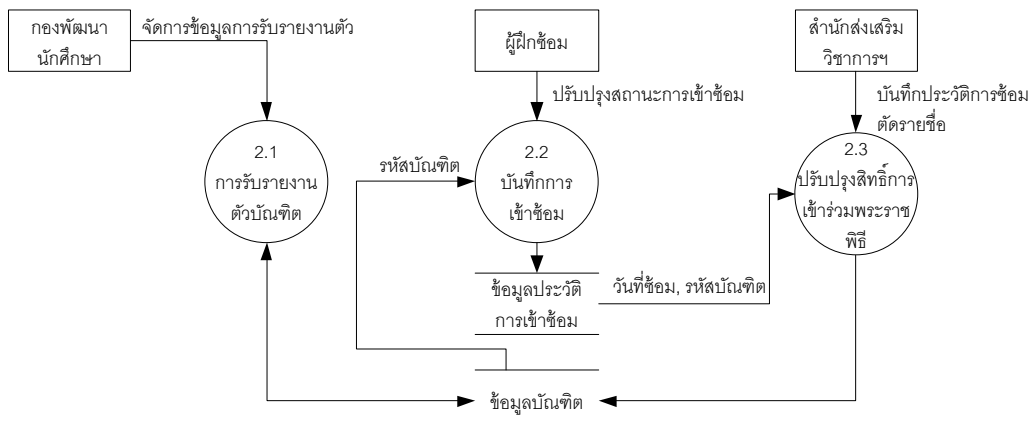 กองพัฒนา
นักศึกษา
จัดการข้อมูลการรับรายงานตัว
ผู้ฝึกซ้อม
สำนักส่งเสริม
วิชาการฯ
ปรับปรุงสถานะการเข้าซ้อม
บันทึกประวัติการซ้อม
ตัดรายชื่อ
2.1
การรับรายงาน
ตัวบัณฑิต
รหัสบัณฑิต
2.2
บันทึกการ
เข้าซ้อม
2.3
ปรับปรุงสิทธิ์การ
เข้าร่วมพระราช
พิธี
ข้อมูลประวัติ
การเข้าซ้อม
วันที่ซ้อม, รหัสบัณฑิต
ข้อมูลบัณฑิต